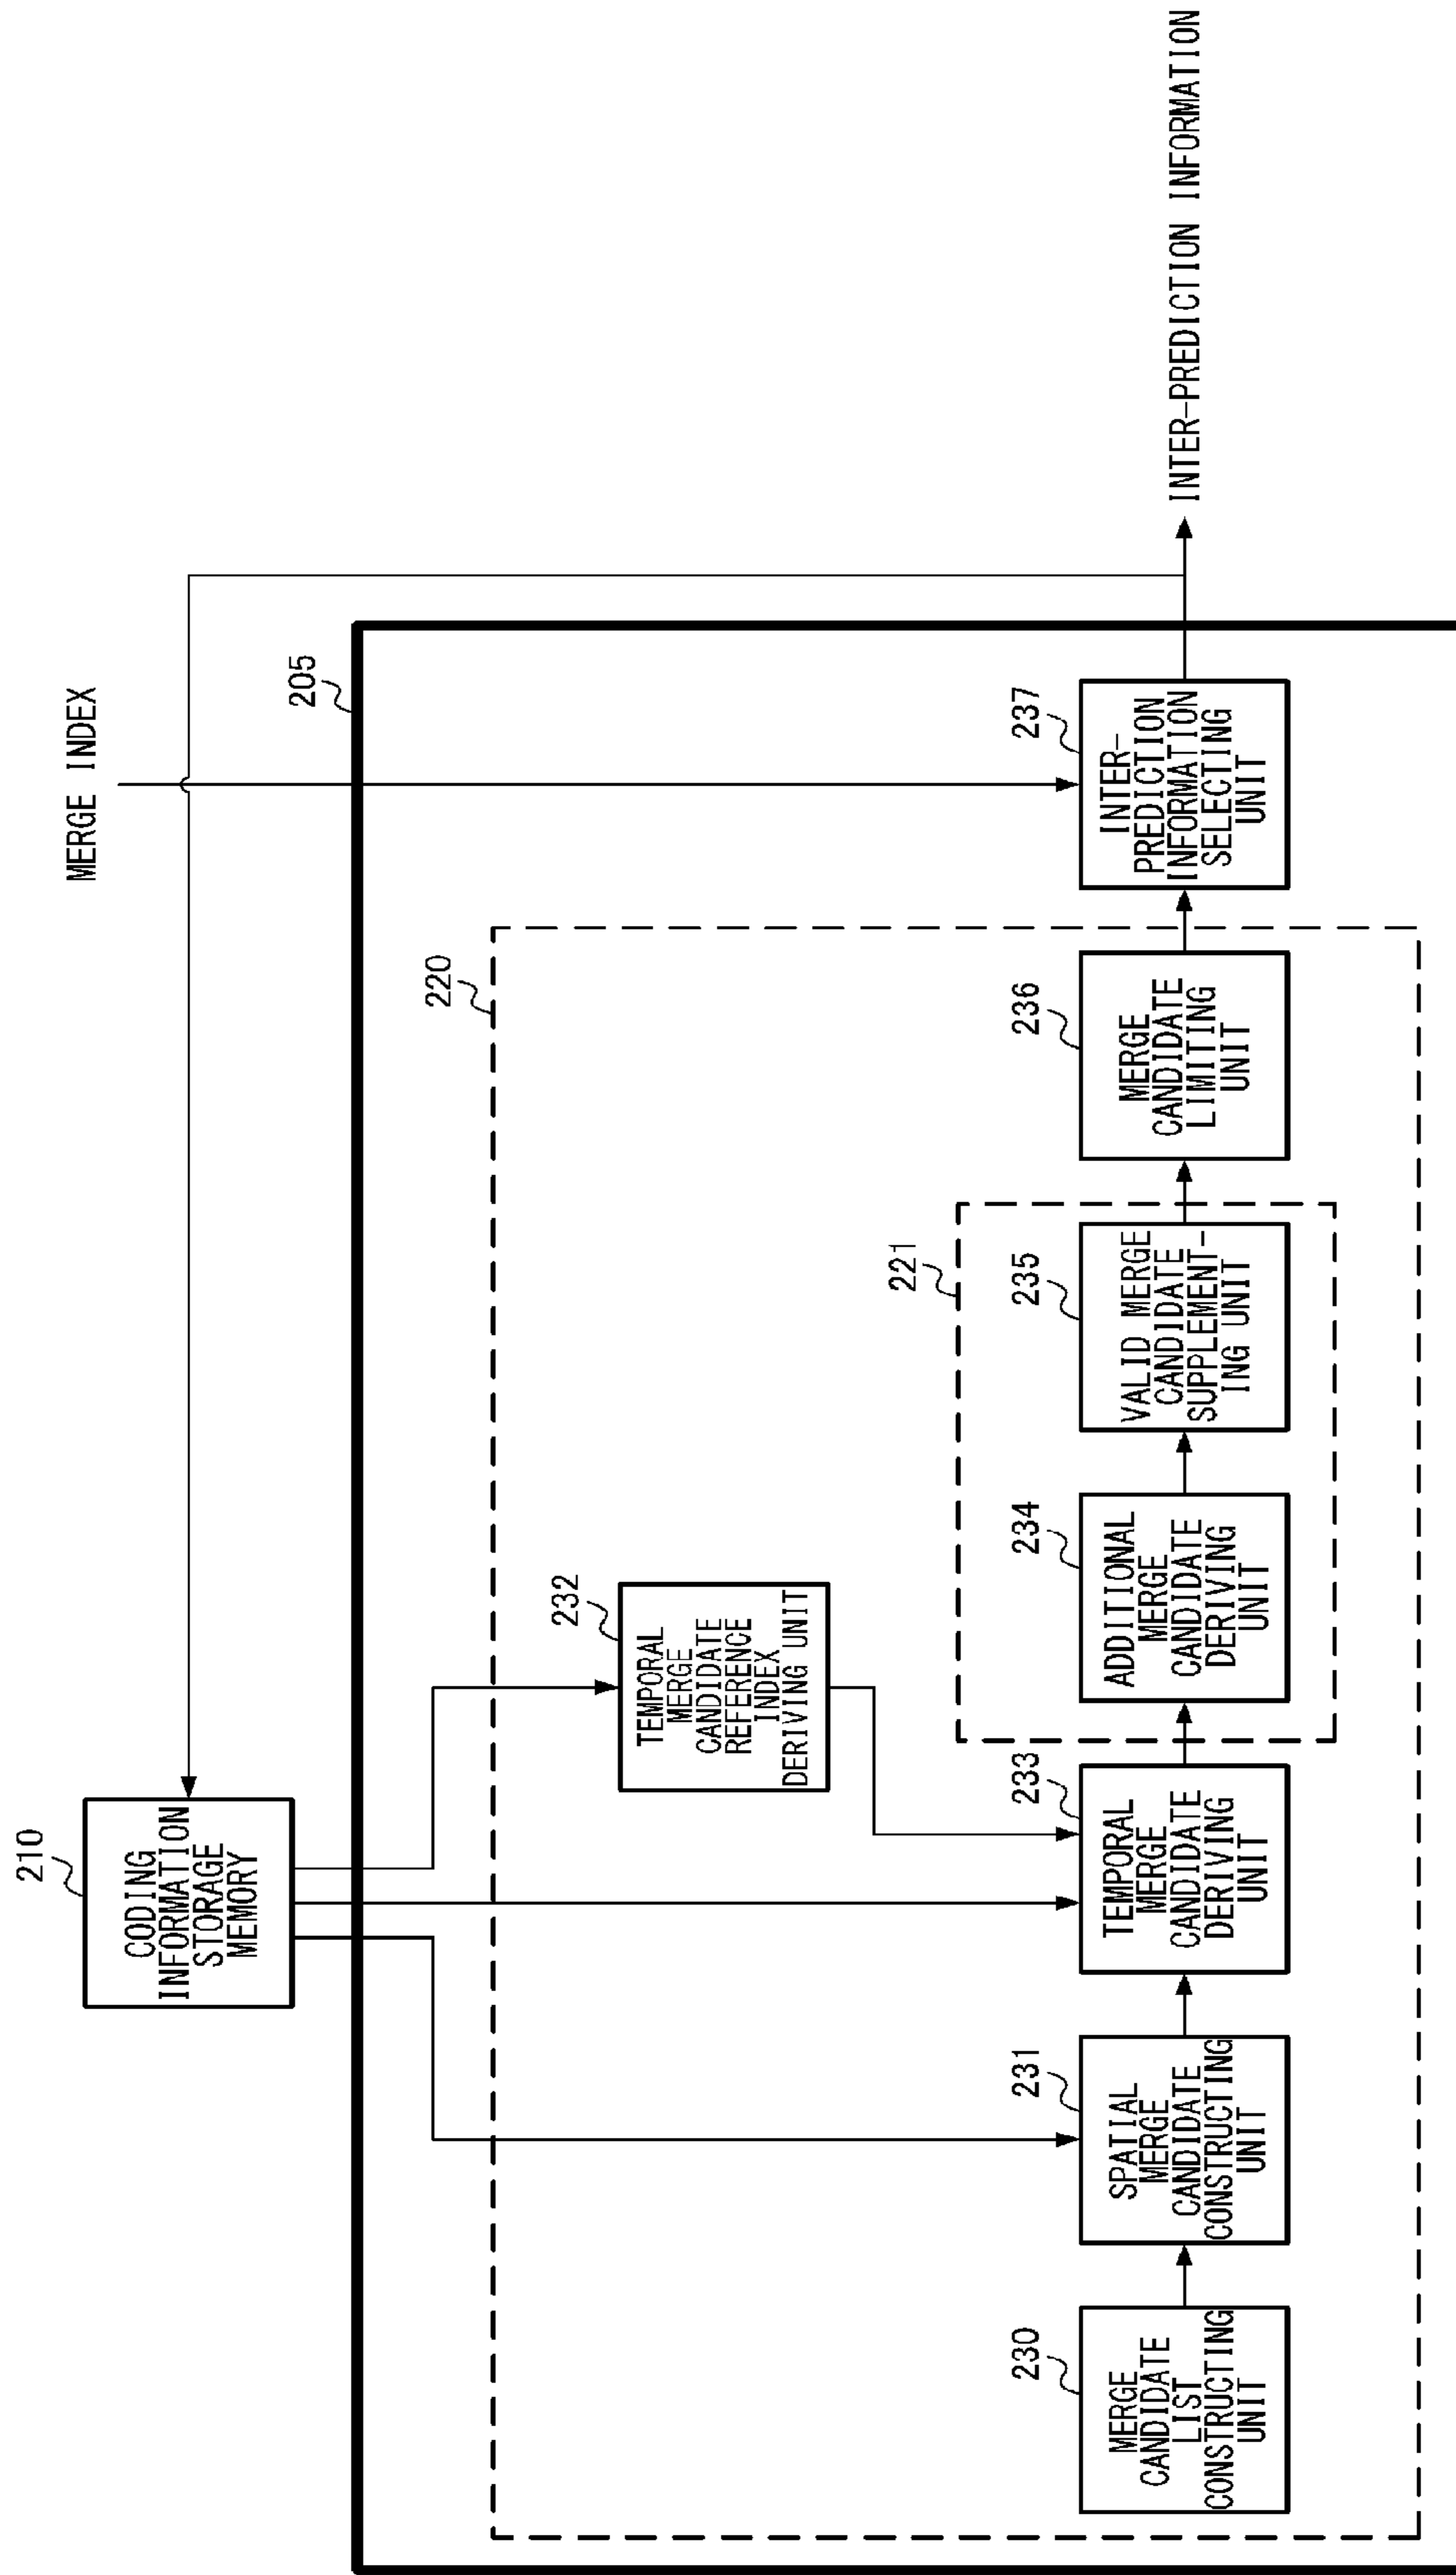 MERGE INDEX
210
CODING
INFORMATION
STORAGE
MEMORY
205
220
232
TEMPORAL
MERGE
CANDIDATE
REFERENCE
INDEX
DERIVING UNIT
221
230
MERGE
CANDIDATE
LIST
CONSTRUCTING
UNIT
231
SPATIAL
MERGE
CANDIDATE
CONSTRUCTING
UNIT
233
TEMPORAL
MERGE
CANDIDATE
DERIVING
UNIT
234
ADDITIONAL
MERGE
CANDIDATE
DERIVING
UNIT
235
VALID MERGE
CANDIDATE
SUPPLEMENT-
ING UNIT
236
MERGE
CANDIDATE
LIMITING
UNIT
237
INTER-
PREDICTION
INFORMATION
SELECTING
UNIT
INTER-PREDICTION INFORMATION